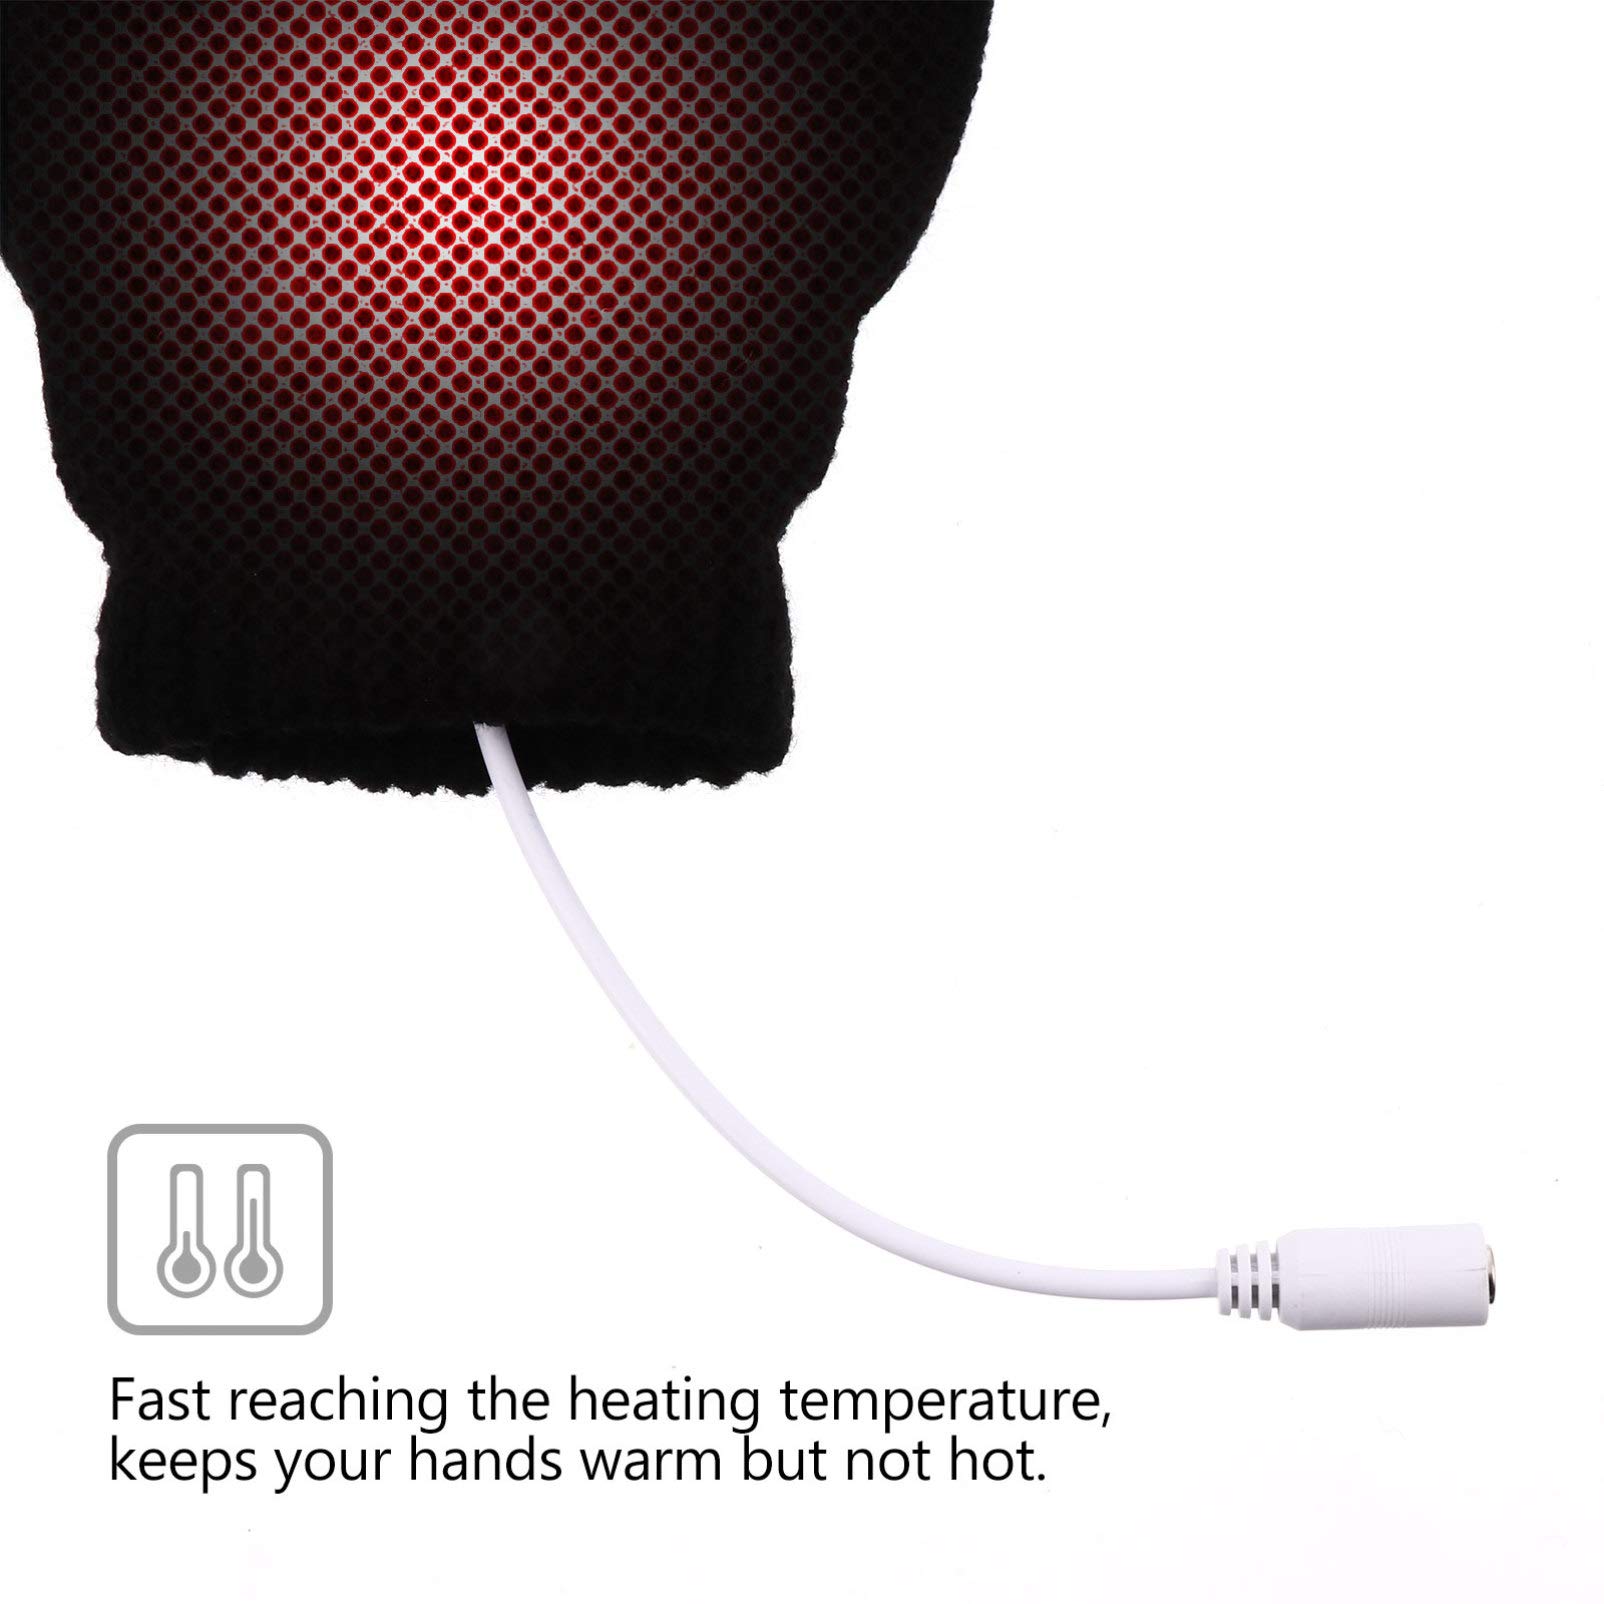 Fast reaching the heating temperature,
keeps your hands warm but not hot.